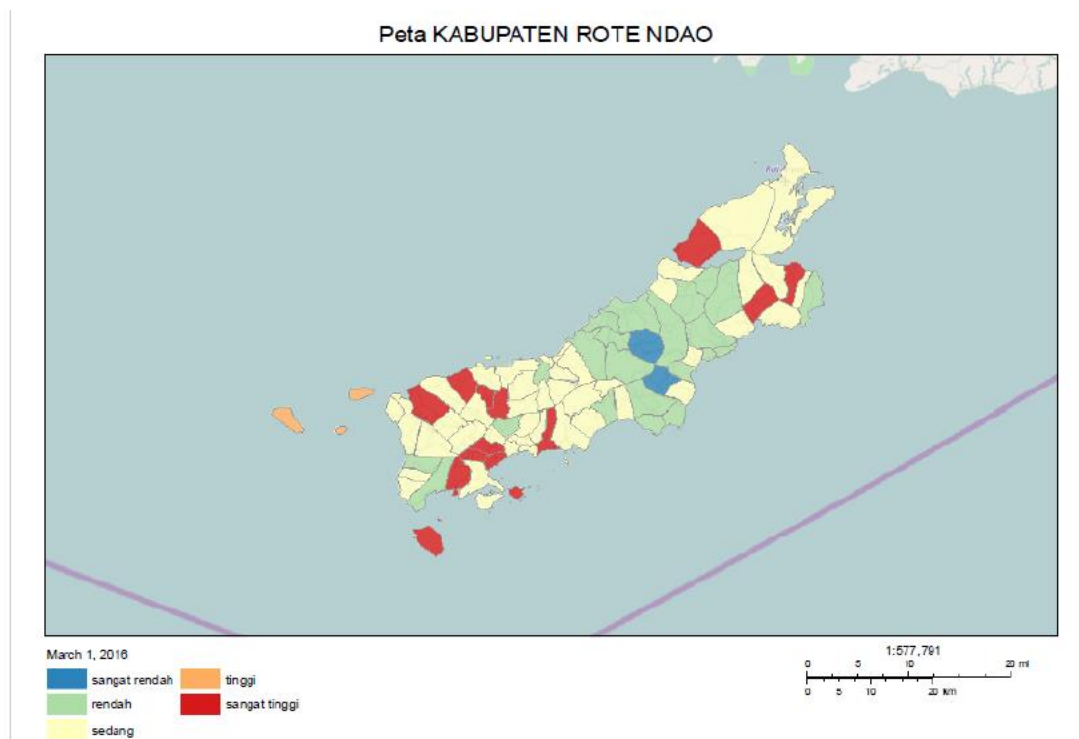 Peta KABUPATEN ROTE NDAO
March 1, 2016
sangat rendah
rendah
sedang
tinggi
sangat tinggi
1:577,791
0 5 10 20 mi
0 5 10 20 km